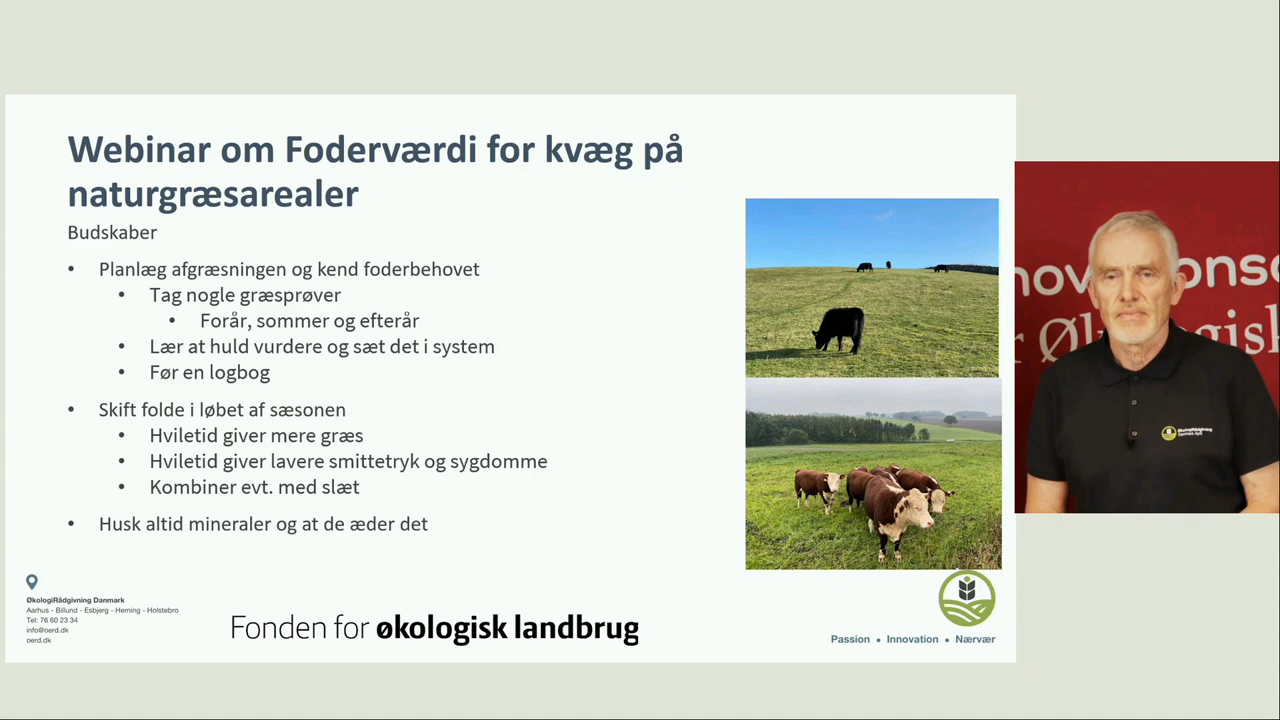 Webinar om Foderværdi for kvæg på
naturgræsarealer
Budskaber
• Planlæg afgræsningen og kend foderbehovet
• Tag nogle græsprøver
• Forår, sommer og efterår
• Lær at huld vurdere og sæt det i system
• Før en logbog
• Skift folde i løbet af sæsonen
• Hviletid giver mere græs
• Hviletid giver lavere smittetryk og sygdomme
• Kombiner evt. med slæt
• Husk altid mineraler og at de æder det
ØkologiRådgivning Danmark
Aarhus - Billund - Esbjerg - Herning - Holstebro
Tel: 76 60 23 34
info@oerd.dk
oerd.dk
Fonden for økologisk landbrug
Passion • Innovation • Nærvær
ØkologiRådgivning
Danmark ApS